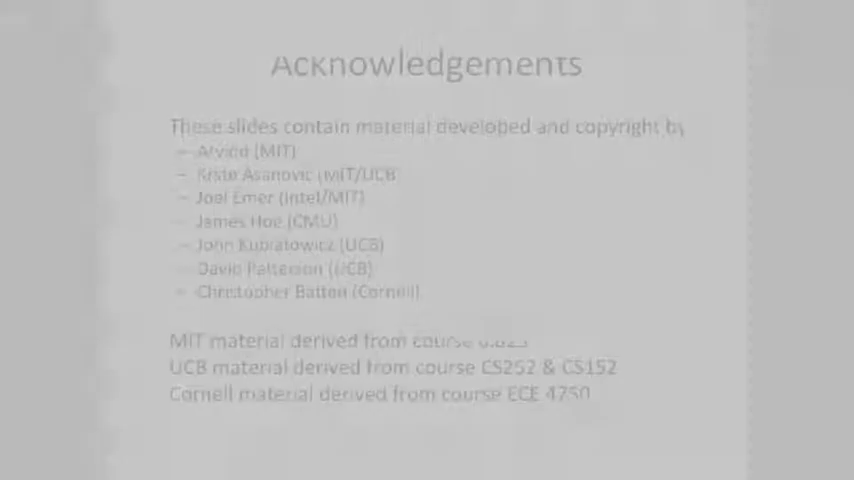 Acknowledgements
These slides contain material developed and copyright by
– Arvind (MIT)
– Krste Asanovic (MIT/UCB
– Joel Emer (Intel/MIT)
– James Hoe (CMU)
– John Kubiatowicz (UCB)
– David Patterson (UCB)
– Christopher Batten (Cornell)
MIT material derived from course
UCB material derived from course CS252 & CS152
Cornell material derived from course ECE 4750